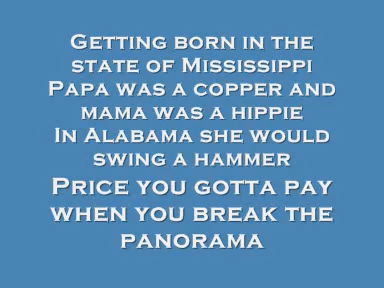 Getting born in the
state of Mississippi
Papa was a copper and
mama was a hippie
In Alabama she would
swing a hammer
Price you gotta pay
when you break the
panorama